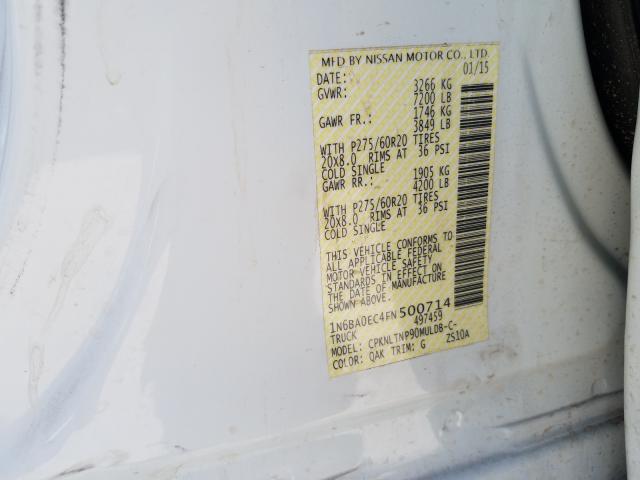 MFD BY NISSAN MOTOR CO., LTD.
DATE: 01/15
GVWR: 3266 KG
7200 LB
GAWR FR.: 1746 KG
3849 LB
WITH P275/60R20 TIRES
20X8.0 RIMS AT 36 PSI
COLD SINGLE
GAWR RR.: 1905 KG
4200 LB
WITH P275/60R20 TIRES
20X8.0 RIMS AT 36 PSI
COLD SINGLE
THIS VEHICLE CONFORMS TO
ALL APPLICABLE FEDERAL
MOTOR VEHICLE SAFETY
STANDARDS IN EFFECT ON
THE DATE OF MANUFACTURE
SHOWN ABOVE.
1N6BA0EC4FN500714
TRUCK 497459
MODEL: CPKNLTNP90MULDB-C-
COLOR: QAK TRIM: G ZS10A